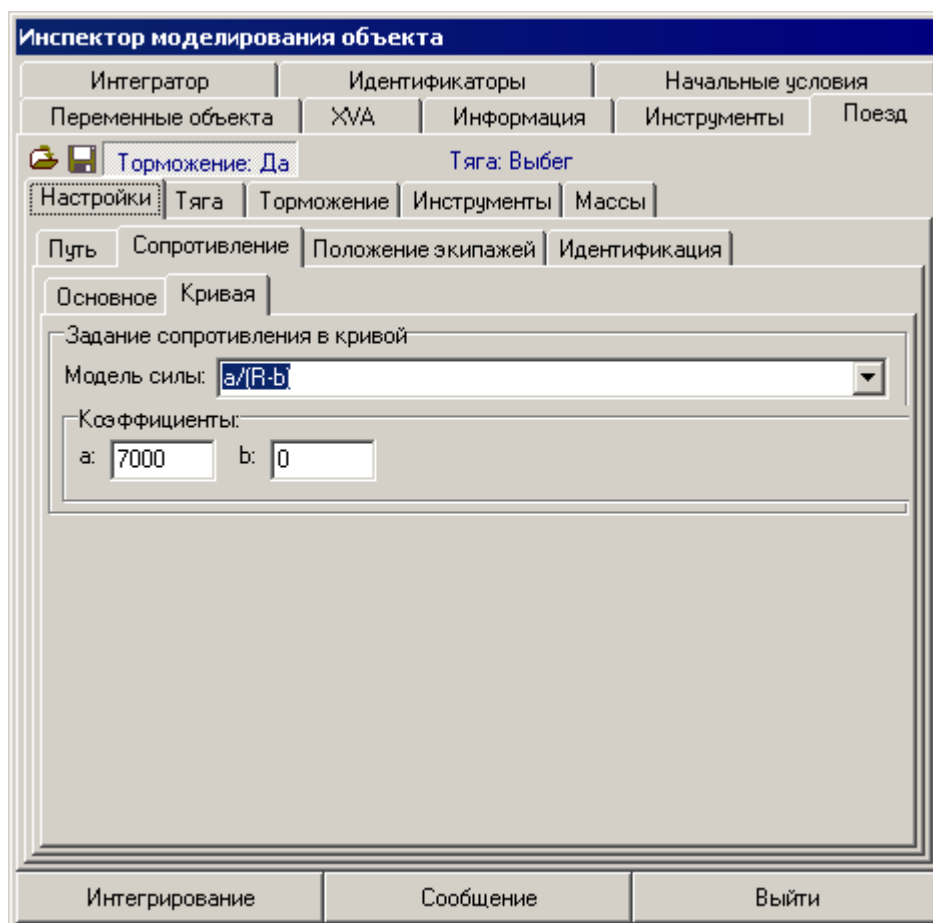 Инспектор моделирования объекта
Интегратор Идентификаторы Начальные условия
Переменные объекта XVA Информация Инструменты Поезд
Торможение: Да Тяга: Выбег
Настройки Тяга Торможение Инструменты Массы
Путь Сопротивление Положение экипажей Идентификация
Основное Кривая
Задание сопротивления в кривой
Модель силы: a/(R-b)
Коэффициенты:
a: 7000 b: 0
Интегрирование Сообщение Выйти